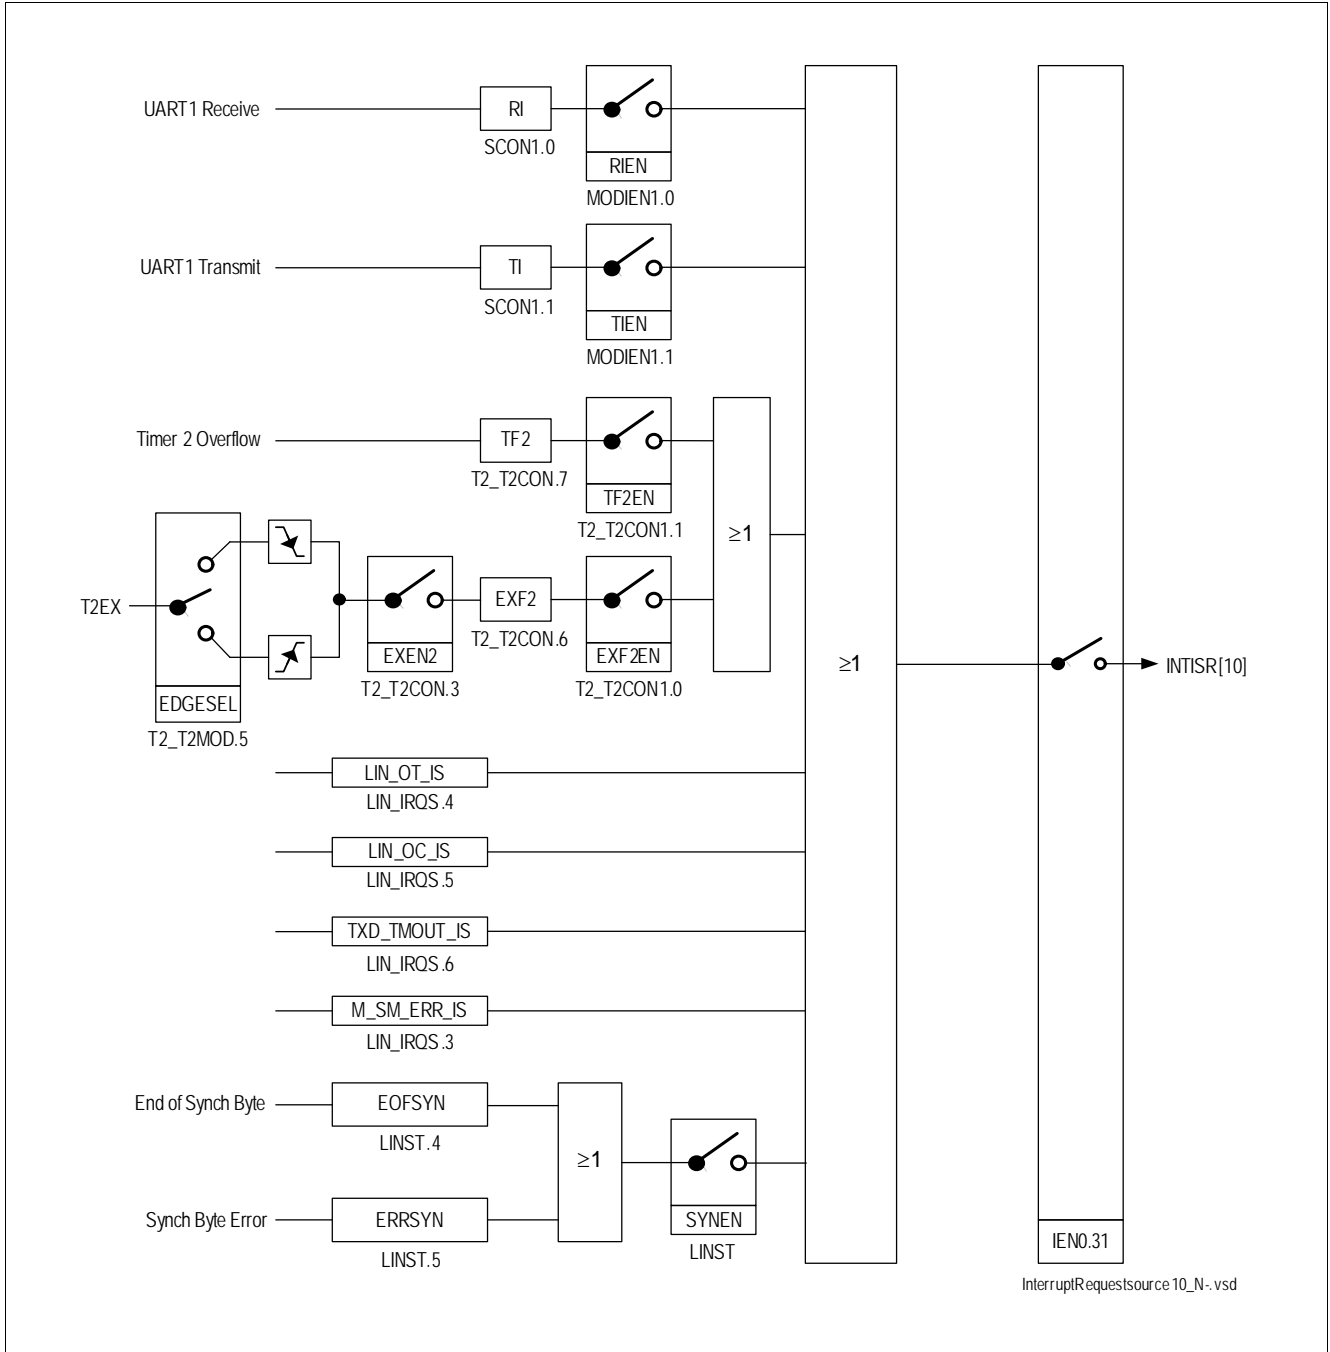 UART1 Receive
RI
SCON1.0
RIEN
MODIEN1.0
UART1 Transmit
TI
SCON1.1
TIEN
MODIEN1.1
Timer 2 Overflow
TF2
T2_T2CON.7
TF2EN
T2_T2CON1.1
≥1
T2EX
EDGESEL
T2_T2MOD.5
EXEN2
T2_T2CON.3
EXF2
T2_T2CON.6
EXF2EN
T2_T2CON1.0
≥1
INTISR[10]
LIN_OT_IS
LIN_IRQS.4
LIN_OC_IS
LIN_IRQS.5
TXD_TMOUT_IS
LIN_IRQS.6
M_SM_ERR_IS
LIN_IRQS.3
End of Synch Byte
EOFSYN
LINST.4
≥1
Synch Byte Error
ERRSYN
LINST.5
SYNEN
LINST
IEN0.31
InterruptRequestsource10_N-.vsd